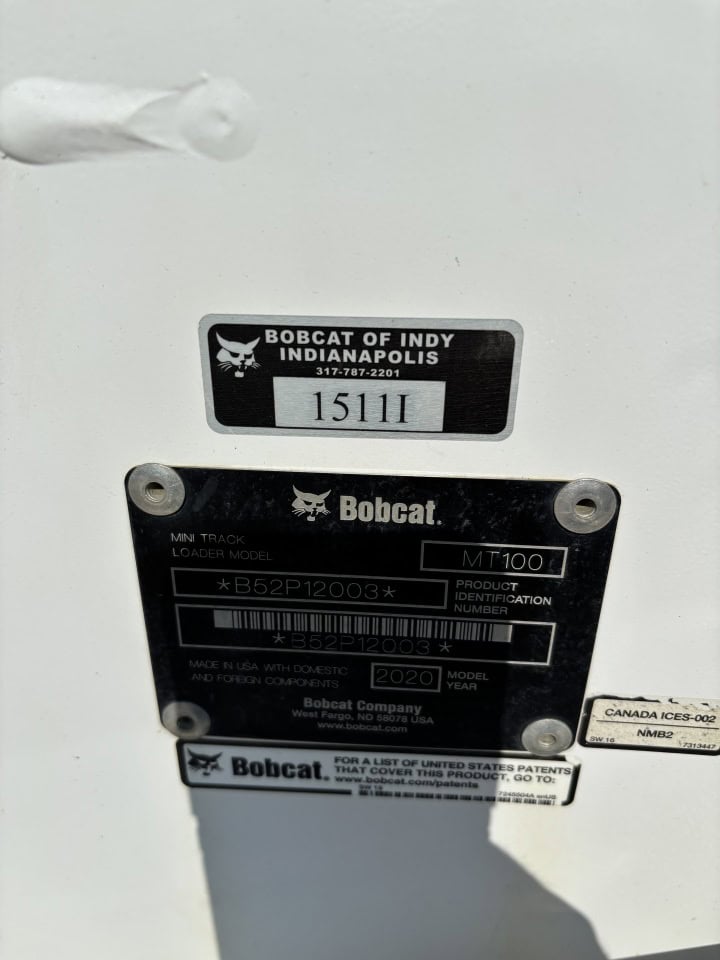 BOBCAT OF INDY
INDIANAPOLIS
317-787-2201
1511I
Bobcat.
MINI TRACK
LOADER MODEL
MT100
*B52P12003*
PRODUCT
IDENTIFICATION
NUMBER
*B52P12003*
MADE IN USA WITH DOMESTIC
AND FOREIGN COMPONENTS
2020
MODEL
YEAR
Bobcat Company
West Fargo, ND 58078 USA
www.bobcat.com
CANADA ICES-002
NMB2
SW 16
7313447
Bobcat.
FOR A LIST OF UNITED STATES PATENTS
THAT COVER THIS PRODUCT, GO TO:
www.bobcat.com/patents